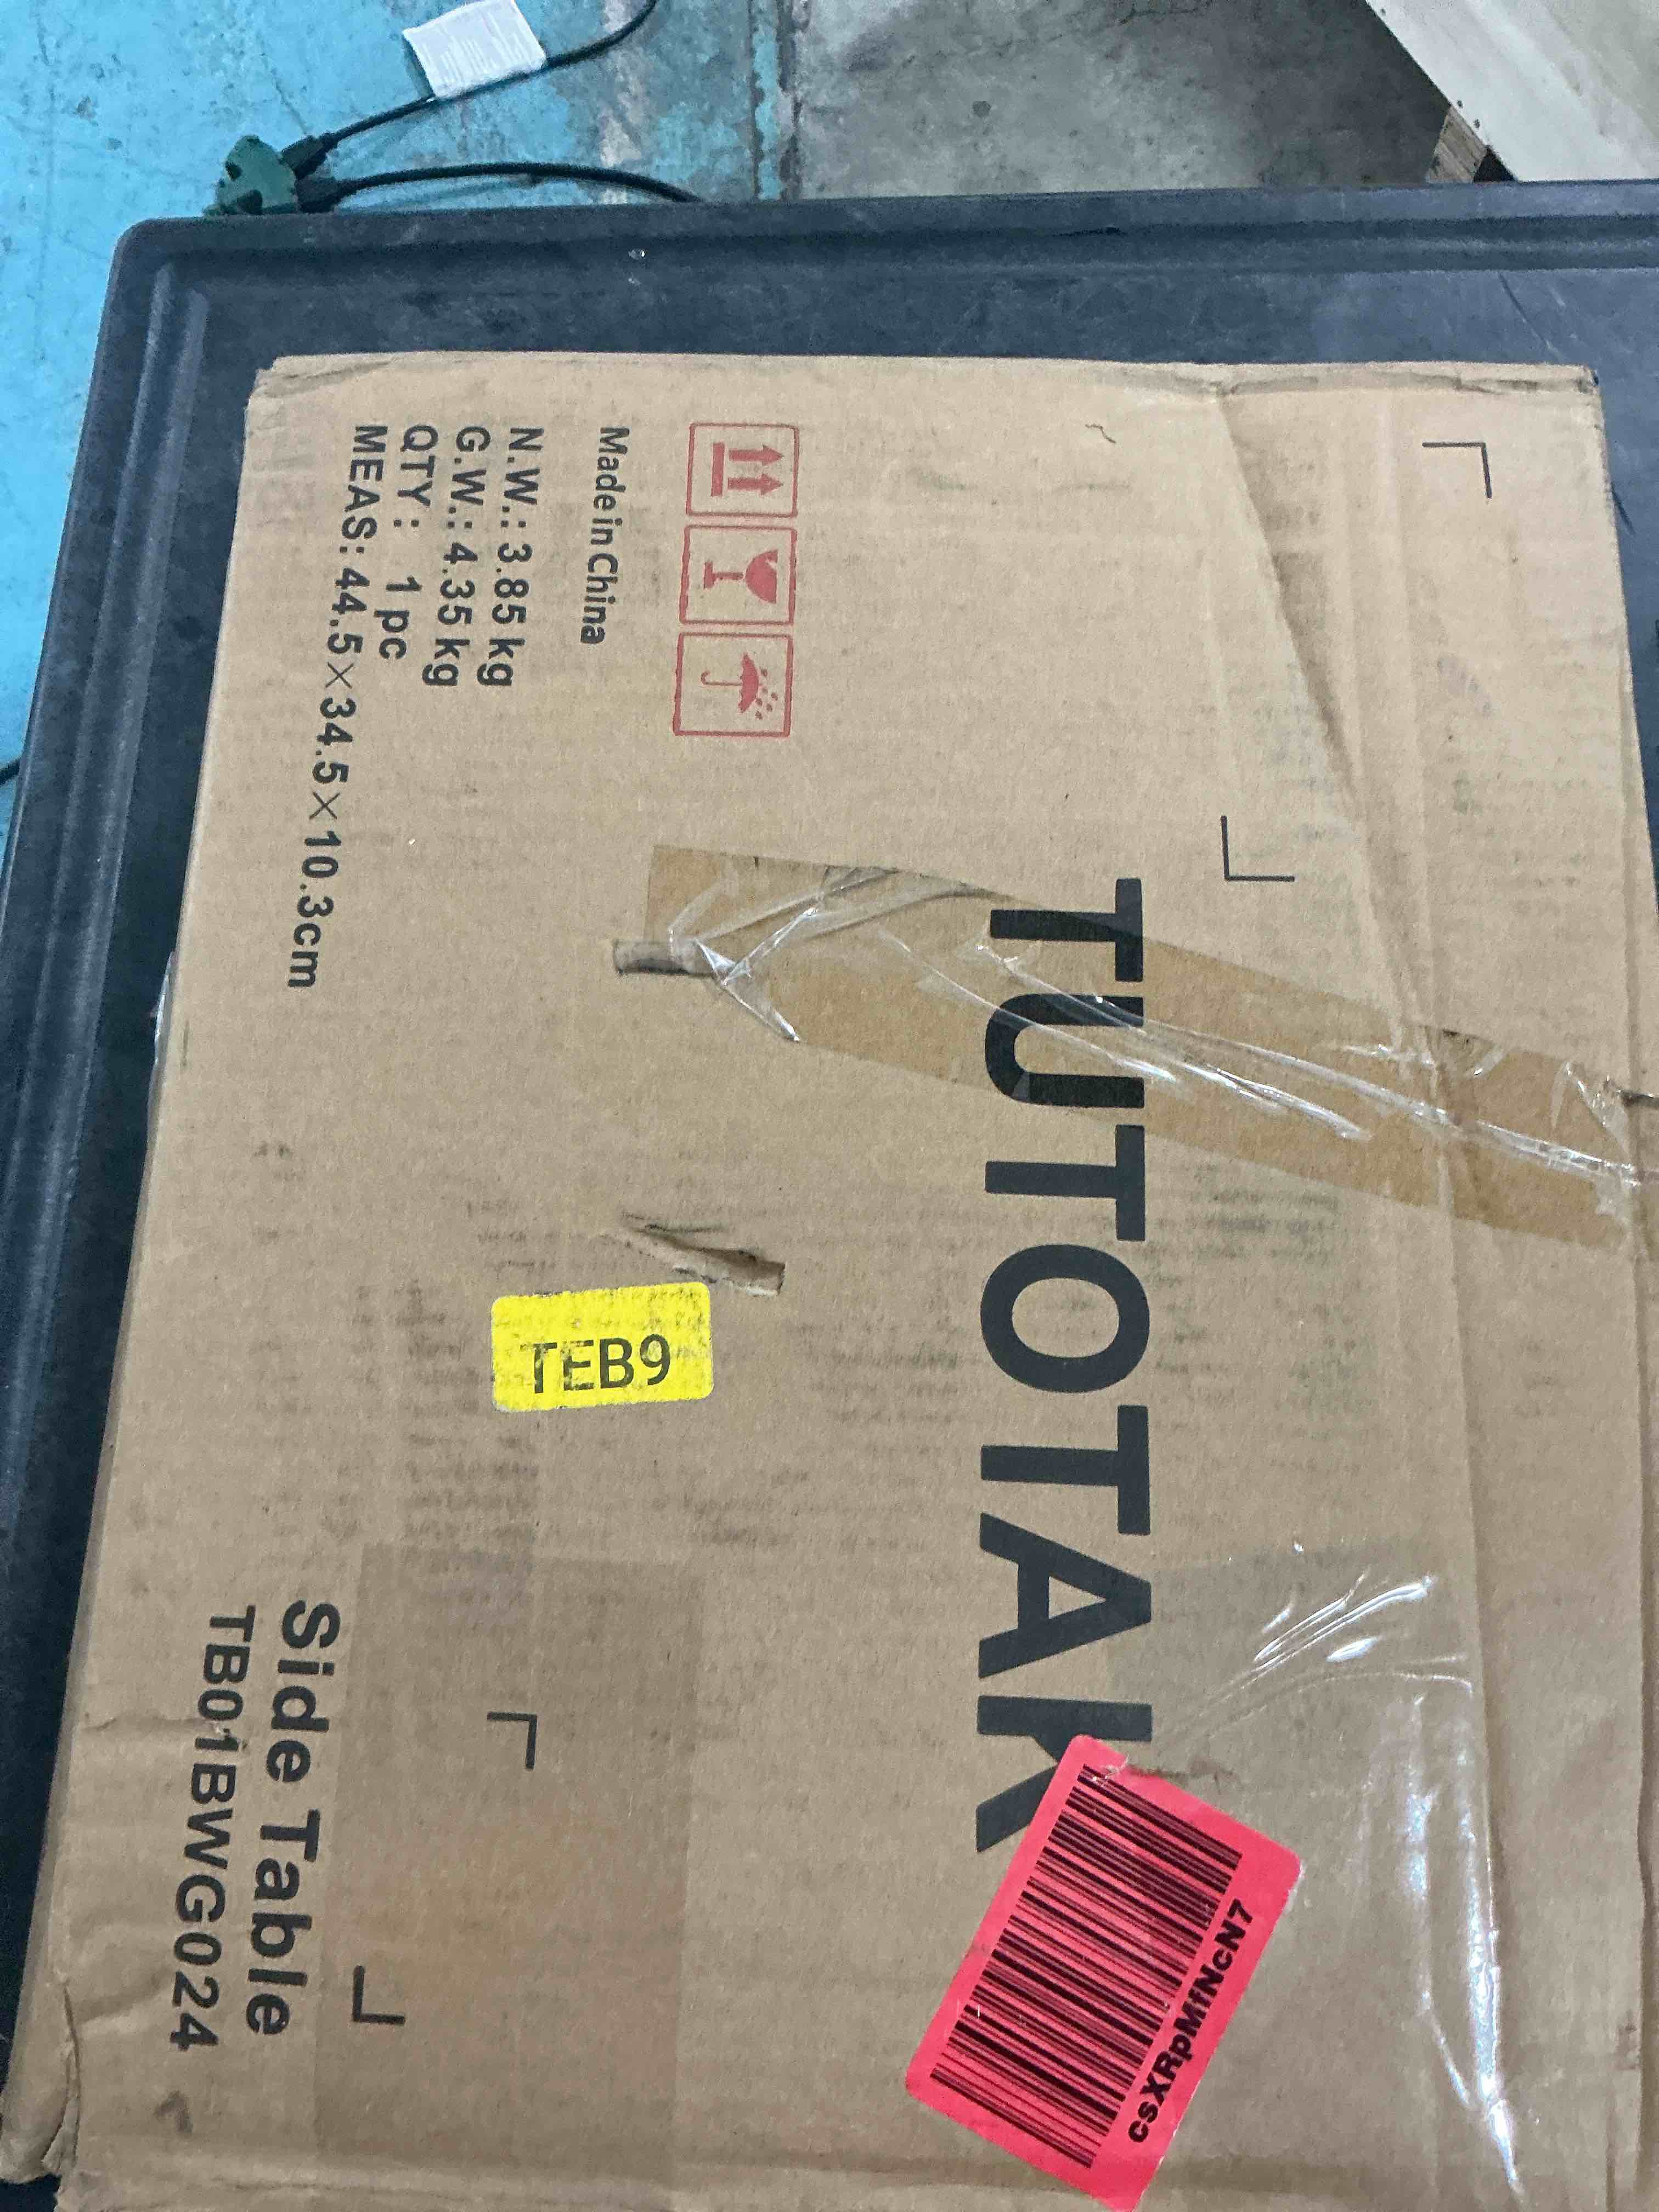 TUTOTAK
Made in China
N.W.: 3.85 kg
G.W.: 4.35 kg
QTY: 1 pc
MEAS: 44.5×34.5×10.3cm
TEB9
Side Table
TB01BWG024
csXRpMfNcN7